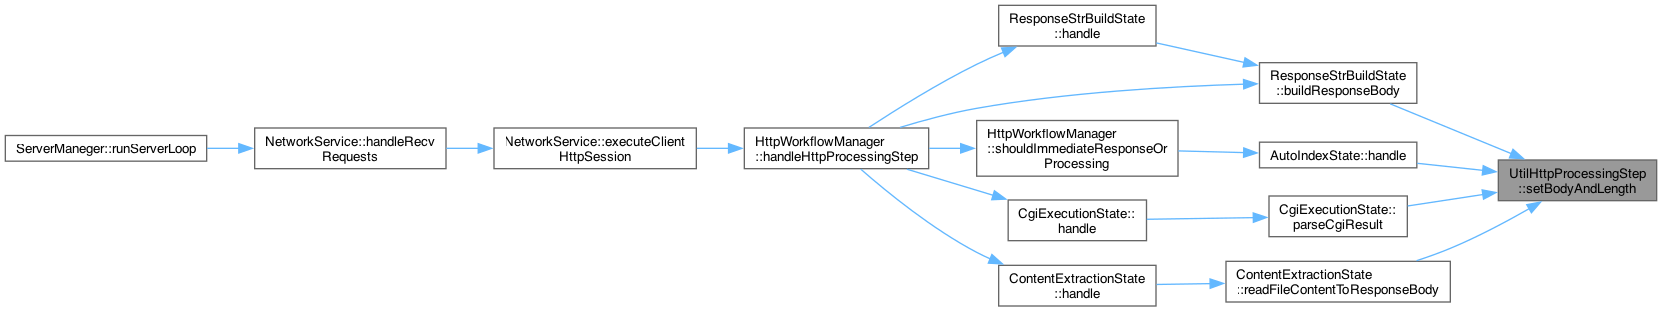 ServerManeger::runServerLoop
NetworkService::handleRecv
Requests
NetworkService::executeClient
HttpSession
HttpWorkflowManager
::handleHttpProcessingStep
ResponseStrBuildState
::handle
HttpWorkflowManager
::shouldImmediateResponseOr
Processing
CgiExecutionState::
handle
ContentExtractionState
::handle
ResponseStrBuildState
::buildResponseBody
AutoIndexState::handle
CgiExecutionState::
parseCgiResult
ContentExtractionState
::readFileContentToResponseBody
UtilHttpProcessingStep
::setBodyAndLength